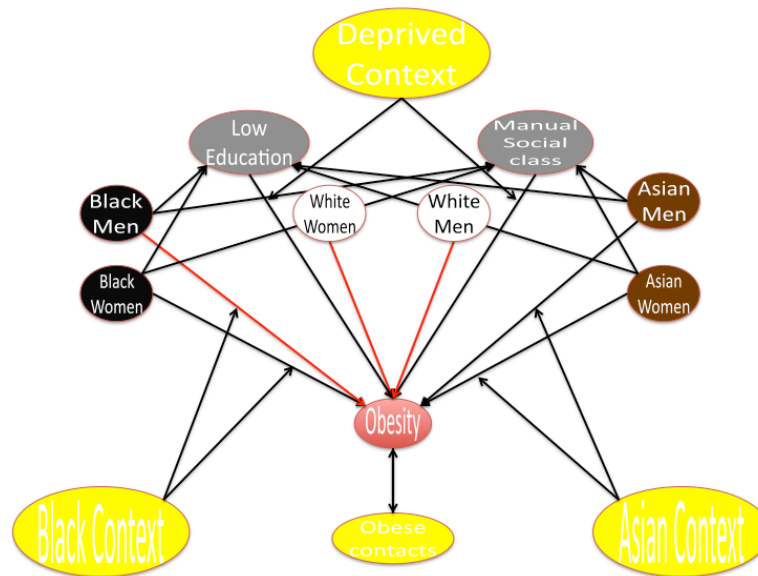 Deprived
Context
Low
Education
Manual
Social
class
Black
Men
White
Women
White
Men
Asian
Men
Black
Women
Asian
Women
Obesity
Black Context
Obese
contacts
Asian Context